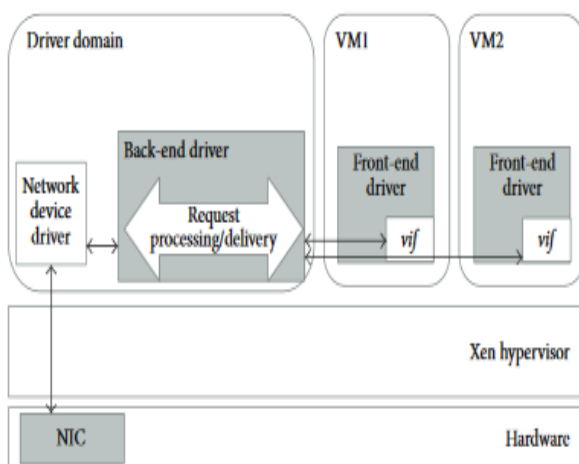 Driver domain
VM1
VM2
Back-end driver
Network
device
driver
Request
processing/delivery
Front-end
driver
vif
Front-end
driver
vif
Xen hypervisor
NIC
Hardware